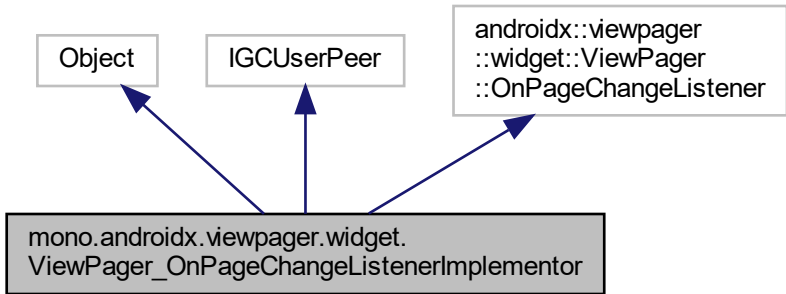 Object
IGCUserPeer
androidx::viewpager
::widget::ViewPager
::OnPageChangeListener
mono.androidx.viewpager.widget.
ViewPager_OnPageChangeListenerImplementor